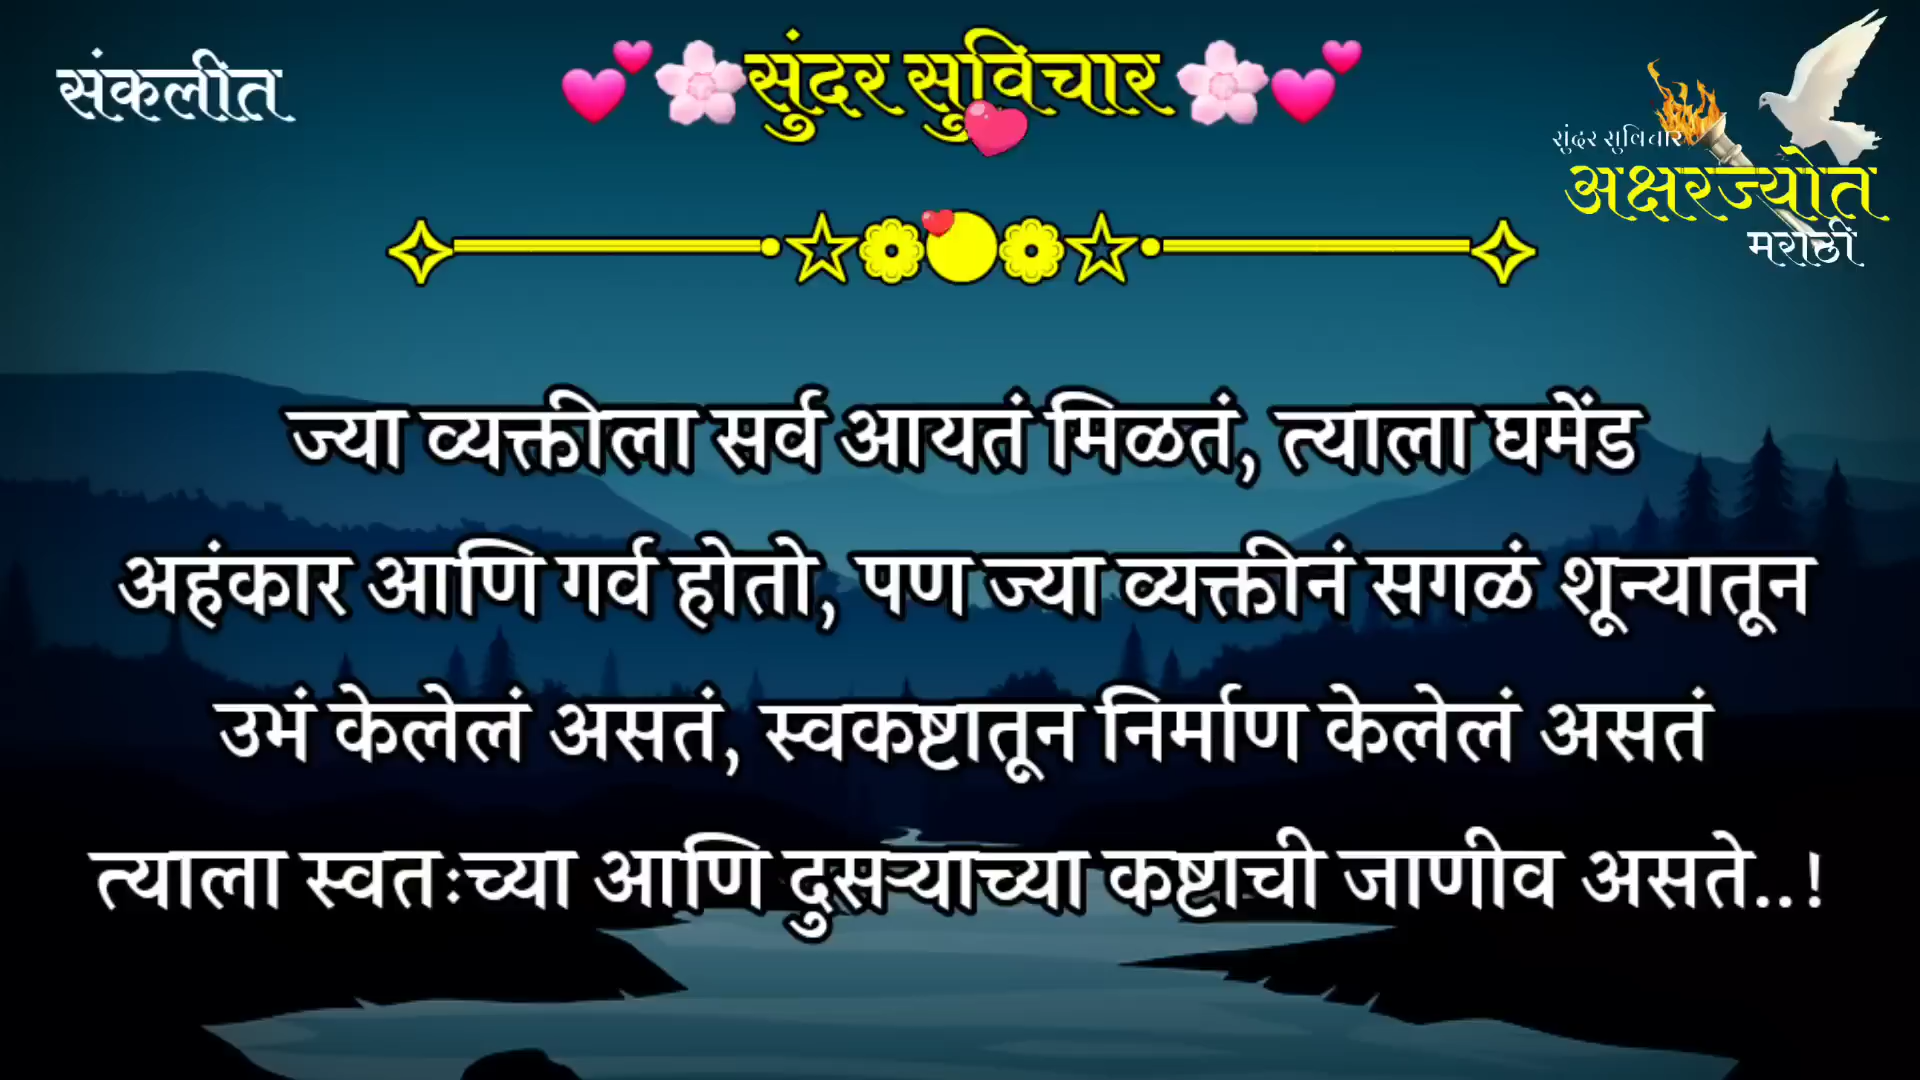 संकलीत
💕🌸सुंदर सुविचार🌸💕
सुंदर सुविचार
अक्षरज्योत
मराठी
ज्या व्यक्तीला सर्व आयतं मिळतं, त्याला घमेंड
अहंकार आणि गर्व होतो, पण ज्या व्यक्तीनं सगळं शून्यातून
उभं केलेलं असतं, स्वकष्टातून निर्माण केलेलं असतं
त्याला स्वतःच्या आणि दुसऱ्याच्या कष्टाची जाणीव असते..!